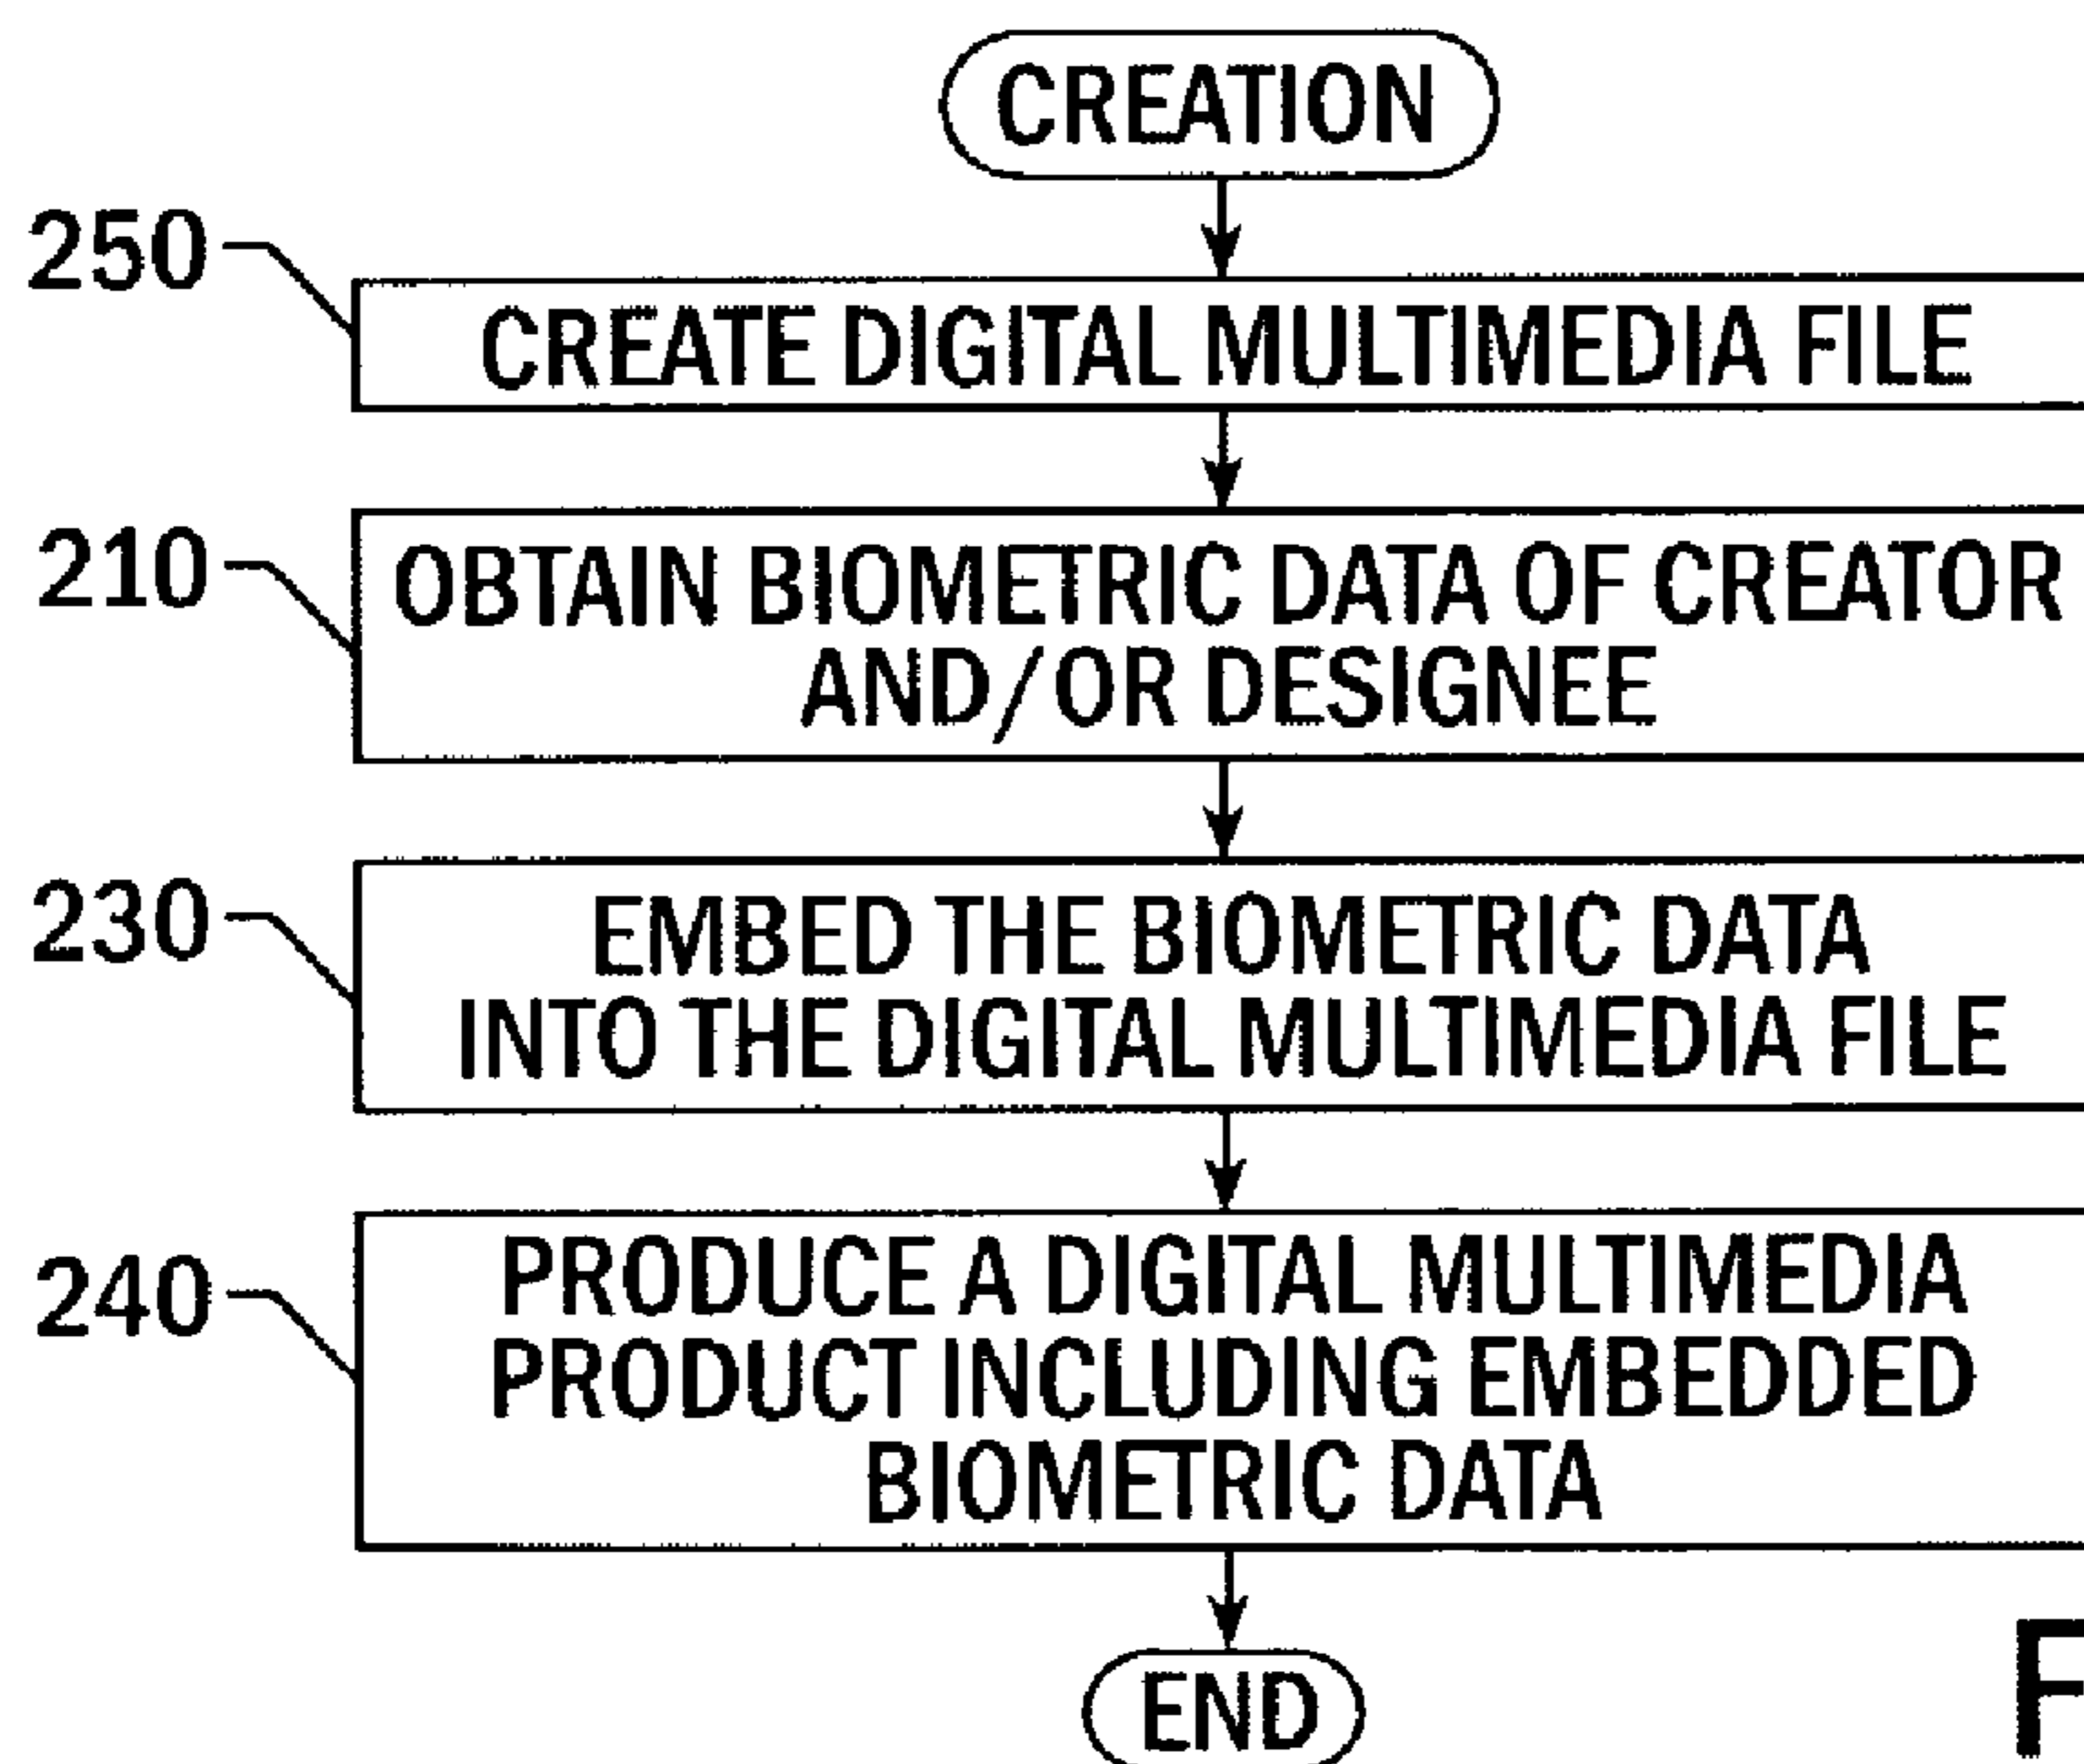 CREATION
250
CREATE DIGITAL MULTIMEDIA FILE
210
OBTAIN BIOMETRIC DATA OF CREATOR
AND/OR DESIGNEE
230
EMBED THE BIOMETRIC DATA
INTO THE DIGITAL MULTIMEDIA FILE
240
PRODUCE A DIGITAL MULTIMEDIA
PRODUCT INCLUDING EMBEDDED
BIOMETRIC DATA
END
F